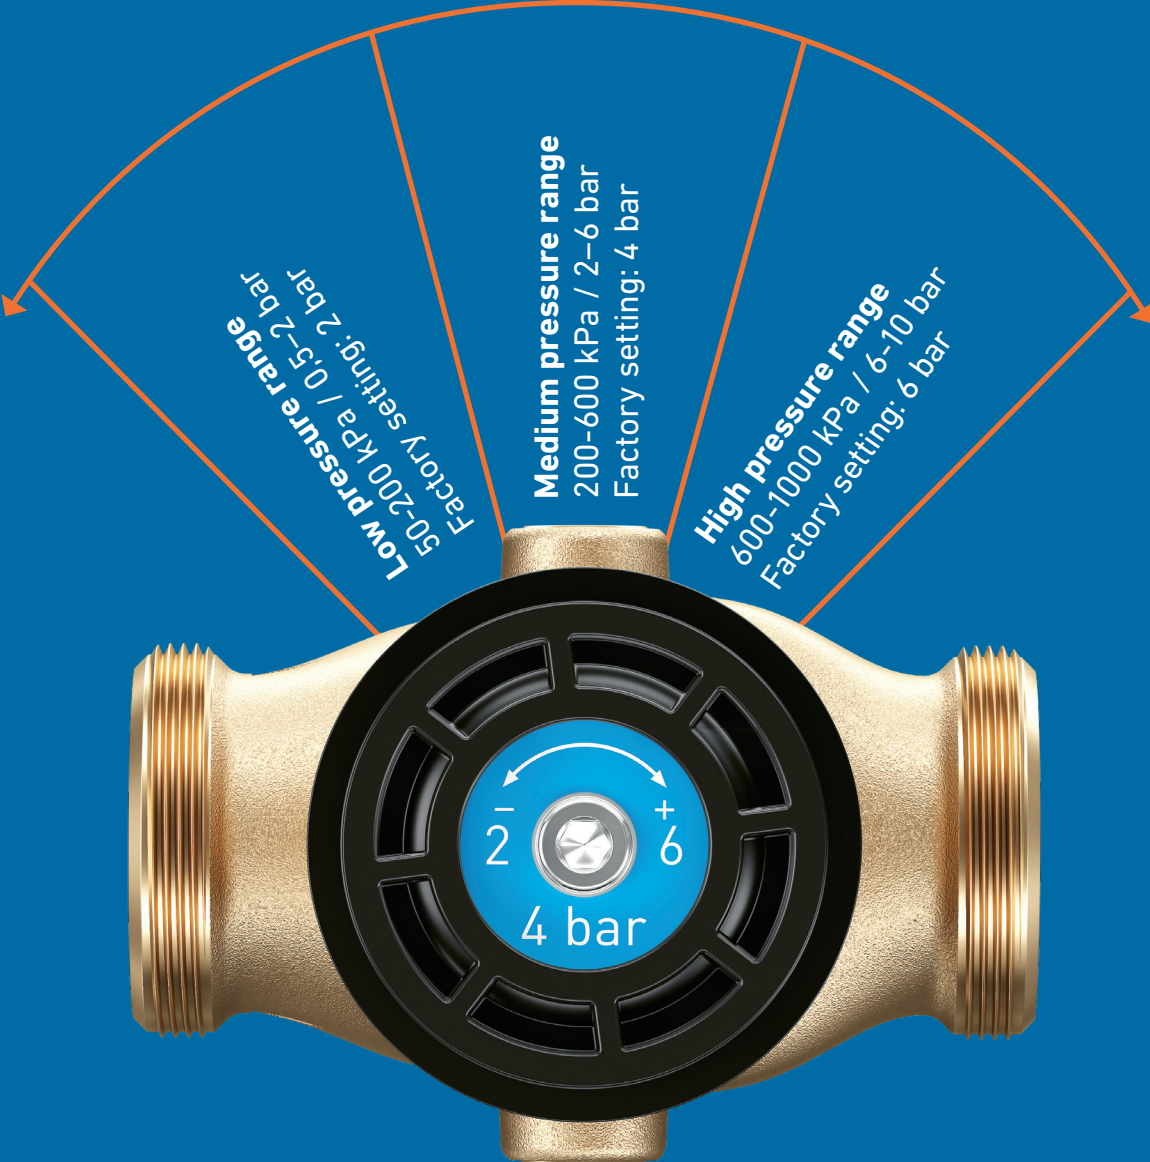 Low pressure range
50-200 kPa / 0,5–2 bar
Factory setting: 2 bar
Medium pressure range
200-600 kPa / 2–6 bar
Factory setting: 4 bar
High pressure range
600-1000 kPa / 6-10 bar
Factory setting: 6 bar
- +
2 6
4 bar